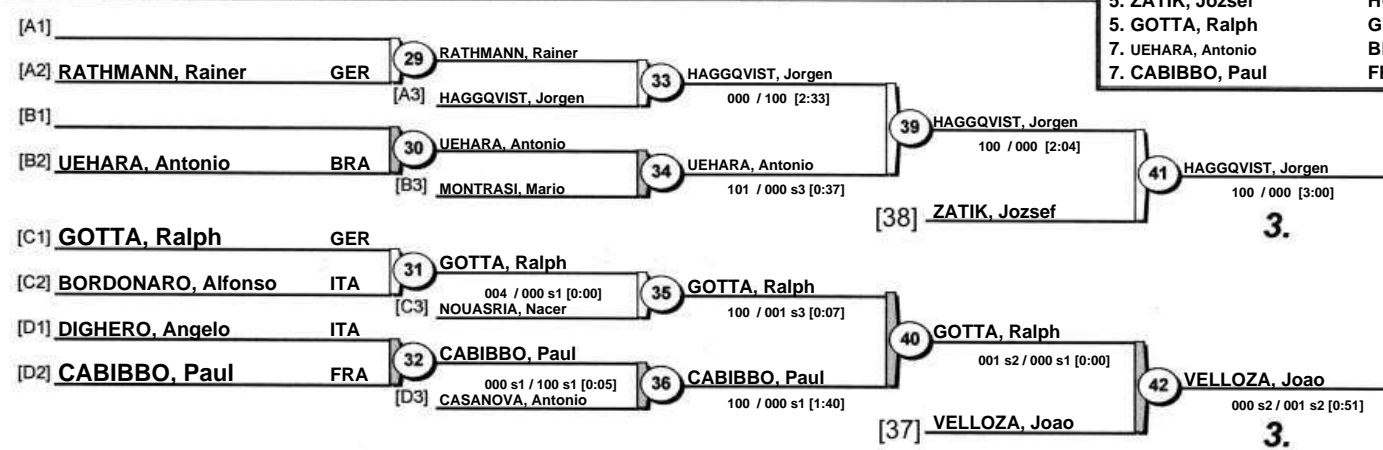 5. ZATIK, Jozsef
5. GOTTA, Ralph G
7. UEHARA, Antonio
7. CABIBBO, Paul
[A1]
[A2] RATHMANN, Rainer GER
29 RATHMANN, Rainer
[A3] HAGGQVIST, Jorgen
33 HAGGQVIST, Jorgen
000 / 100 [2:33]
[B1]
[B2] UEHARA, Antonio BRA
30 UEHARA, Antonio
[B3] MONTRASI, Mario
34 UEHARA, Antonio
101 / 000 s3 [0:37]
39 HAGGQVIST, Jorgen
100 / 000 [2:04]
[38] ZATIK, Jozsef
41 HAGGQVIST, Jorgen
100 / 000 [3:00]
3.
[C1] GOTTA, Ralph GER
[C2] BORDONARO, Alfonso ITA
31 GOTTA, Ralph
004 / 000 s1 [0:00]
[C3] NOUASRIA, Nacer
35 GOTTA, Ralph
100 / 001 s3 [0:07]
[D1] DIGHERO, Angelo ITA
[D2] CABIBBO, Paul FRA
32 CABIBBO, Paul
000 s1 / 100 s1 [0:05]
[D3] CASANOVA, Antonio
36 CABIBBO, Paul
100 / 000 s1 [1:40]
40 GOTTA, Ralph
001 s2 / 000 s1 [0:00]
[37] VELLOZA, Joao
42 VELLOZA, Joao
000 s2 / 001 s2 [0:51]
3.